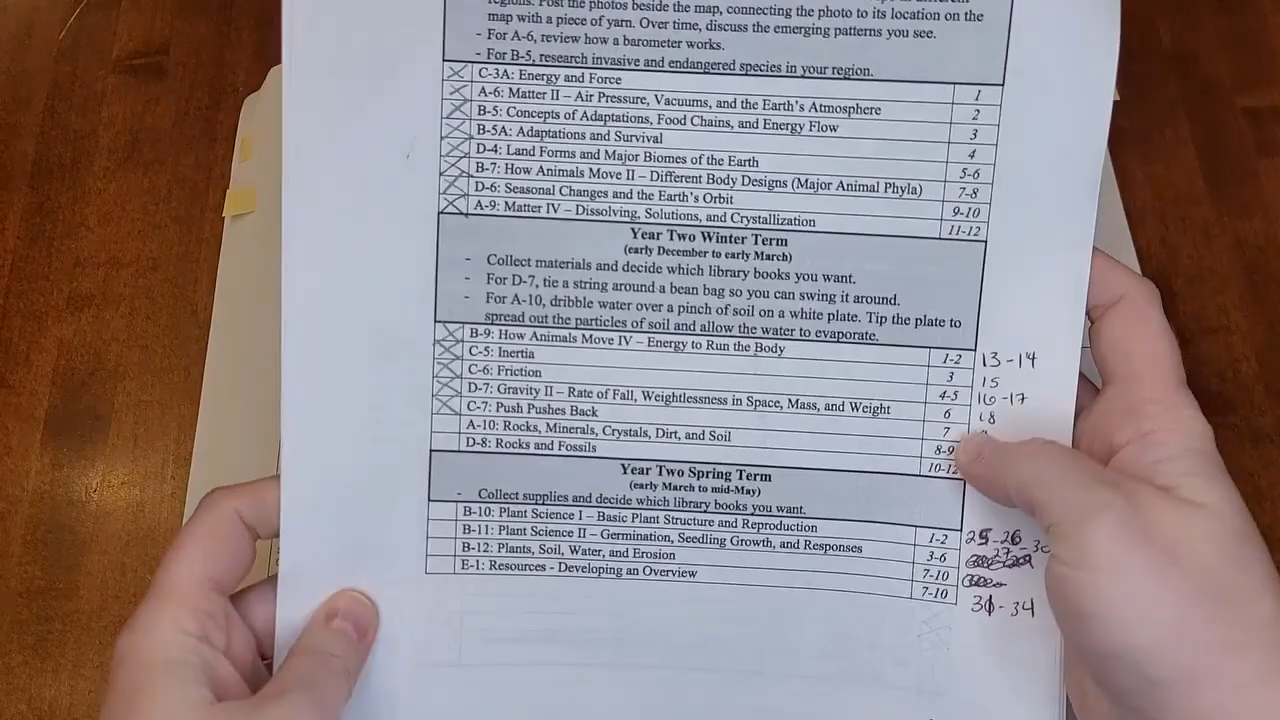 regions. Post the photos beside the map, connecting the photo to its location on the
map with a piece of yarn. Over time, discuss the emerging patterns you see.
- For A-6, review how a barometer works.
- For B-5, research invasive and endangered species in your region.
C-3A: Energy and Force 1
A-6: Matter II – Air Pressure, Vacuums, and the Earth's Atmosphere 2
B-5: Concepts of Adaptations, Food Chains, and Energy Flow 3
B-5A: Adaptations and Survival 4
D-4: Land Forms and Major Biomes of the Earth 5-6
B-7: How Animals Move II – Different Body Designs (Major Animal Phyla) 7-8
D-6: Seasonal Changes and the Earth's Orbit 9-10
A-9: Matter IV – Dissolving, Solutions, and Crystallization 11-12
Year Two Winter Term
(early December to early March)
- Collect materials and decide which library books you want.
- For D-7, tie a string around a bean bag so you can swing it around.
- For A-10, dribble water over a pinch of soil on a white plate. Tip the plate to
spread out the particles of soil and allow the water to evaporate.
B-9: How Animals Move IV – Energy to Run the Body 1-2 13-14
C-5: Inertia 3 15
C-6: Friction 4-5 16-17
D-7: Gravity II – Rate of Fall, Weightlessness in Space, Mass, and Weight 6 18
C-7: Push Pushes Back 7
A-10: Rocks, Minerals, Crystals, Dirt, and Soil 8-9
D-8: Rocks and Fossils 10-12
Year Two Spring Term
(early March to mid-May)
- Collect supplies and decide which library books you want.
B-10: Plant Science I – Basic Plant Structure and Reproduction 1-2 25-26
B-11: Plant Science II – Germination, Seedling Growth, and Responses 3-6
B-12: Plants, Soil, Water, and Erosion 7-10
E-1: Resources - Developing an Overview 7-10 31-34